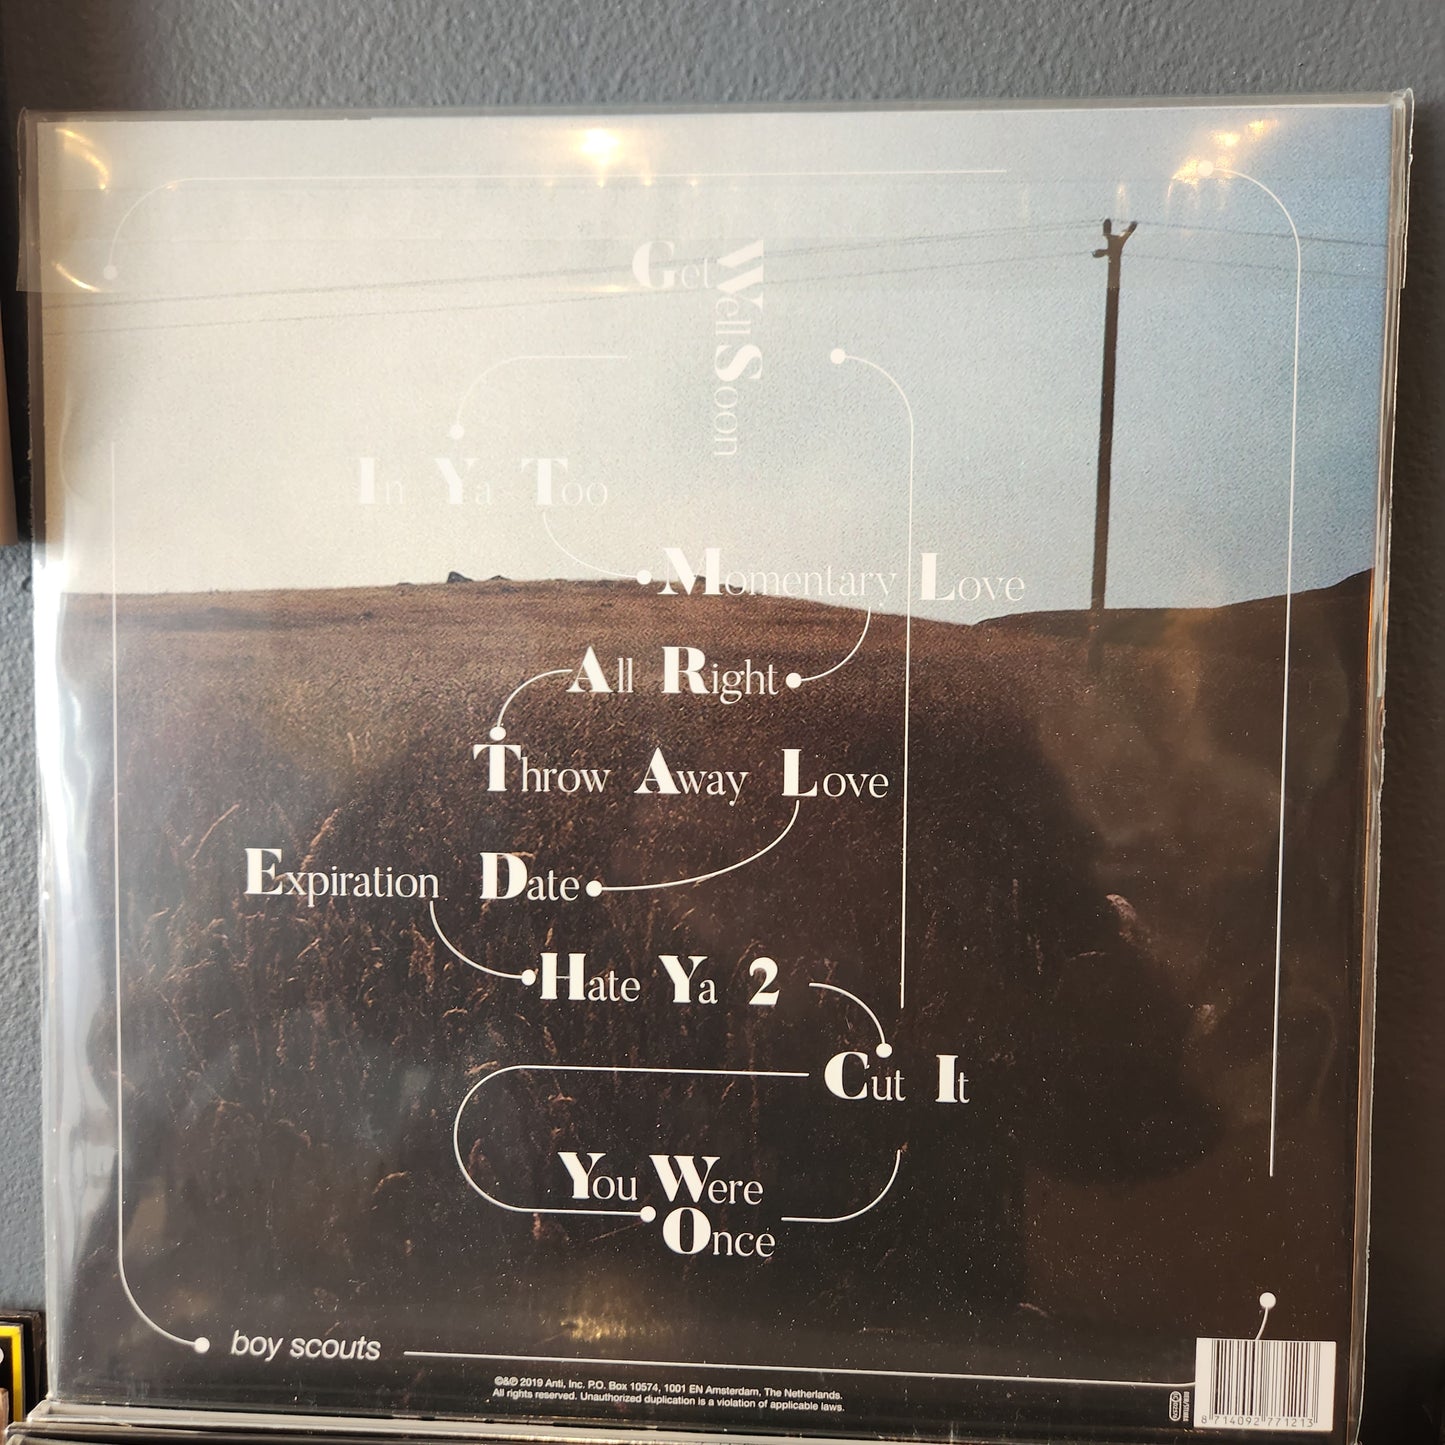 Get
Well Soon
In Ya Too
Momentary Love
All Right
Throw Away Love
Expiration Date
Hate Ya 2
Cut It
You Were
Once
boy scouts
©&℗ 2019 Anti, Inc. P.O. Box 10574, 1001 EN Amsterdam, The Netherlands.
All rights reserved. Unauthorized duplication is a violation of applicable laws.
8 714092 771213